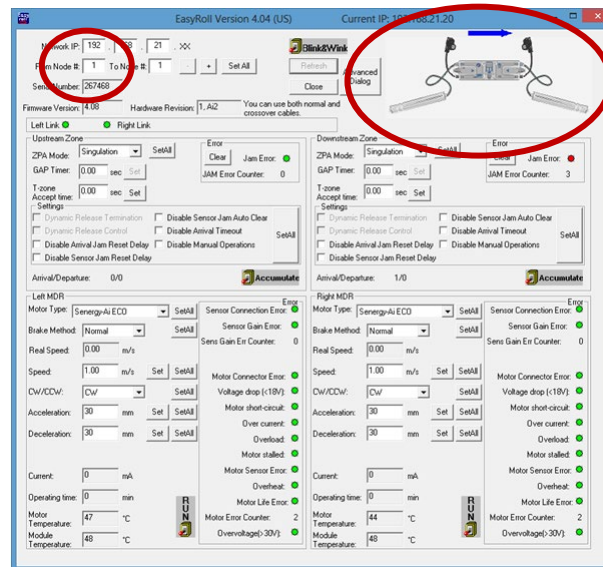 EasyRoll Version 4.04 (US) Current IP: 192.168.21.20
Network IP: 192 . 168 . 21 . XX Blink&Wink
From Node #: 1 To Node #: 1 - + Set All Refresh Advanced Dialog
Serial Number: 267468 Close
Firmware Version: 4.08 Hardware Revision: 1, Ai2 You can use both normal and crossover cables.
Left Link Right Link
Upstream Zone
ZPA Mode: Singulation SetAll
GAP Timer: 0.00 sec Set
T-zone Accept time: 0.00 sec Set
Error
Clear Jam Error:
JAM Error Counter: 0
Settings
Dynamic Release Termination Disable Sensor Jam Auto Clear
Dynamic Release Control Disable Arrival Timeout
Disable Arrival Jam Reset Delay Disable Manual Operations
Disable Sensor Jam Reset Delay
SetAll
Arrival/Departure: 0/0 Accumulate
Downstream Zone
ZPA Mode: Singulation SetAll
GAP Timer: 0.00 sec Set
T-zone Accept time: 0.00 sec Set
Error
Clear Jam Error:
JAM Error Counter: 3
Settings
Dynamic Release Termination Disable Sensor Jam Auto Clear
Dynamic Release Control Disable Arrival Timeout
Disable Arrival Jam Reset Delay Disable Manual Operations
Disable Sensor Jam Reset Delay
SetAll
Arrival/Departure: 1/0 Accumulate
Left MDR
Motor Type: Senergy-Ai ECO SetAll
Brake Method: Normal SetAll
Real Speed: 0.00 m/s
Speed: 1.00 m/s Set SetAll
CW/CCW: CW SetAll
Acceleration: 30 mm Set SetAll
Deceleration: 30 mm Set SetAll
Current: 0 mA
Operating time: 0 min
Motor Temperature: 47 °C
Module Temperature: 48 °C
RUN
Error
Sensor Connection Error:
Sensor Gain Error:
Sens Gain Err Counter: 0
Motor Connector Error:
Voltage drop (<18V):
Motor short-circuit:
Over current:
Overload:
Motor stalled:
Motor Sensor Error:
Overheat:
Motor Life Error:
Motor Error Counter: 2
Overvoltage(>30V):
Right MDR
Motor Type: Senergy-Ai ECO SetAll
Brake Method: Normal SetAll
Real Speed: 0.00 m/s
Speed: 1.00 m/s Set SetAll
CW/CCW: CW SetAll
Acceleration: 30 mm Set SetAll
Deceleration: 30 mm Set SetAll
Current: 0 mA
Operating time: 0 min
Motor Temperature: 44 °C
Module Temperature: 48 °C
RUN
Error
Sensor Connection Error:
Sensor Gain Error:
Sens Gain Err Counter: 0
Motor Connector Error:
Voltage drop (<18V):
Motor short-circuit:
Over current:
Overload:
Motor stalled:
Motor Sensor Error:
Overheat:
Motor Life Error:
Motor Error Counter: 2
Overvoltage(>30V):